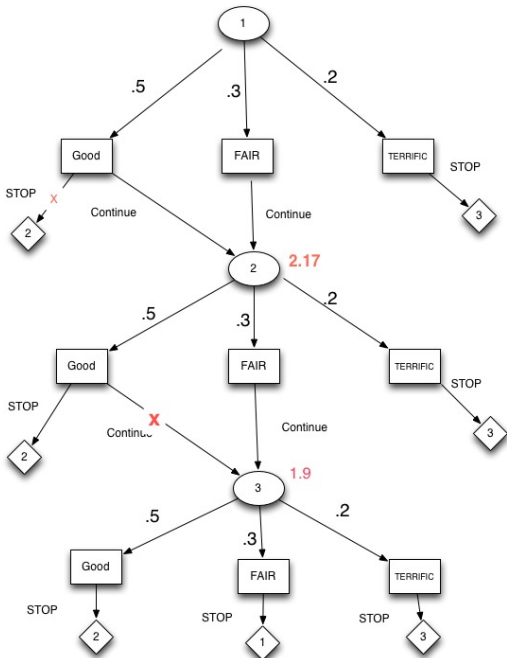 1
.5
.3
.2
Good
FAIR
TERRIFIC
STOP
STOP
x
Continue
Continue
2
3
2
2.17
.5
.3
.2
Good
FAIR
TERRIFIC
STOP
STOP
X
Continue
Continue
2
3
3
1.9
.5
.3
.2
Good
FAIR
TERRIFIC
STOP
STOP
STOP
2
1
3